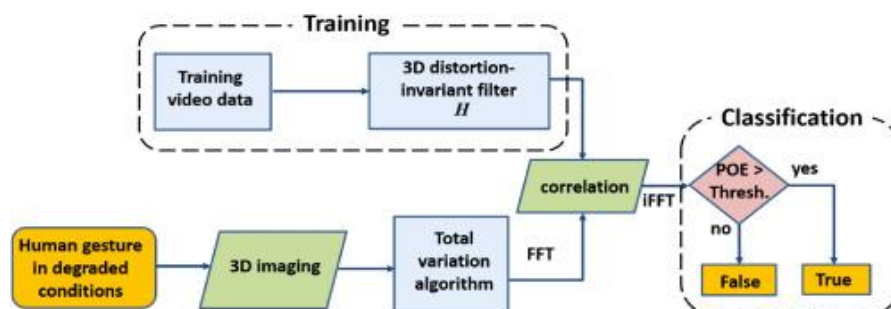 Training
Training
video data
3D distortion-
invariant filter
H
Classification
correlation
iFFT
POE >
Thresh.
yes
no
False
True
Human gesture
in degraded
conditions
3D imaging
Total
variation
algorithm
FFT